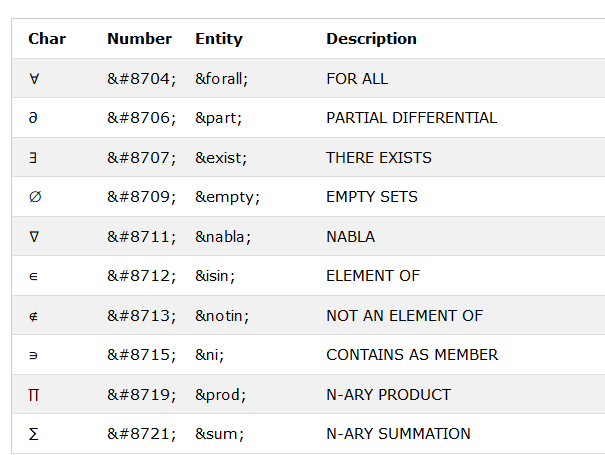 Char Number Entity Description
∀ &#8704; &forall; FOR ALL
∂ &#8706; &part; PARTIAL DIFFERENTIAL
∃ &#8707; &exist; THERE EXISTS
∅ &#8709; &empty; EMPTY SETS
∇ &#8711; &nabla; NABLA
∈ &#8712; &isin; ELEMENT OF
∉ &#8713; &notin; NOT AN ELEMENT OF
∋ &#8715; &ni; CONTAINS AS MEMBER
∏ &#8719; &prod; N-ARY PRODUCT
∑ &#8721; &sum; N-ARY SUMMATION